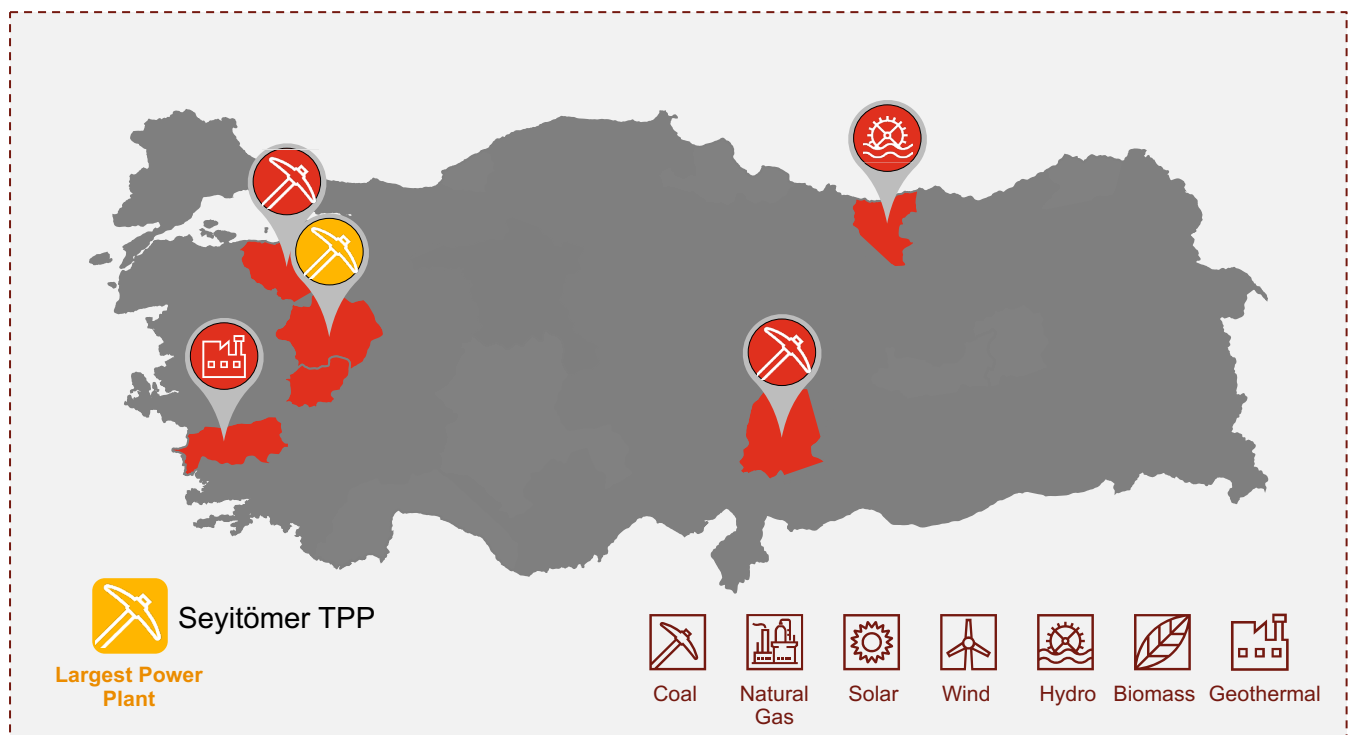 Seyitömer TPP
Largest Power
Plant
Coal
Natural
Gas
Solar
Wind
Hydro
Biomass
Geothermal